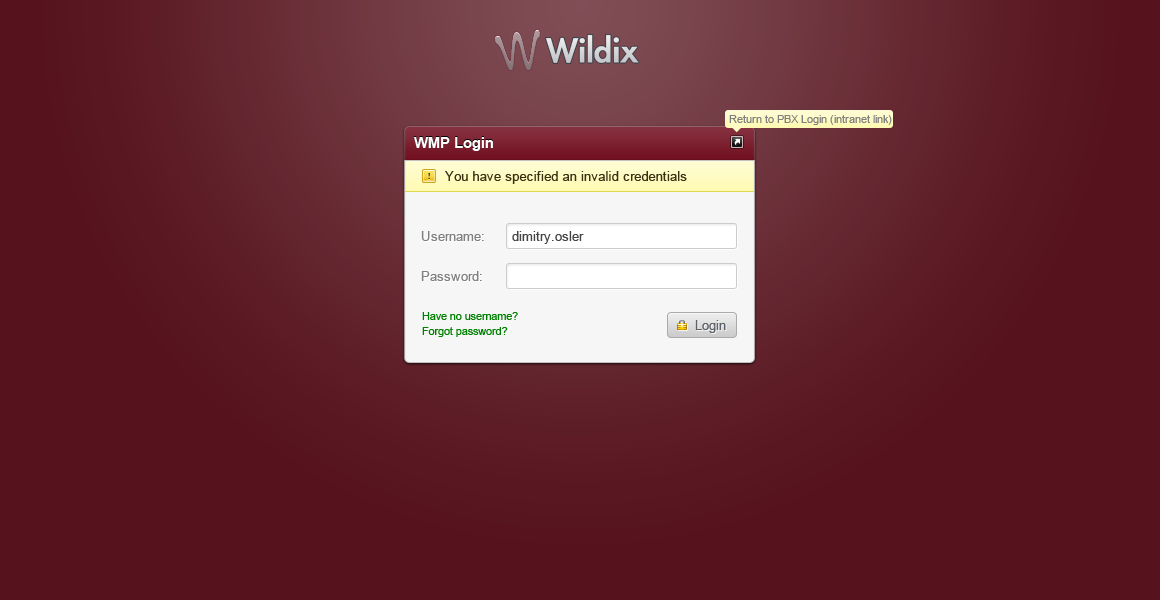 Wildix
Return to PBX Login (intranet link)
WMP Login
You have specified an invalid credentials
Username: dimitry.osler
Password:
Have no username?
Forgot password?
Login